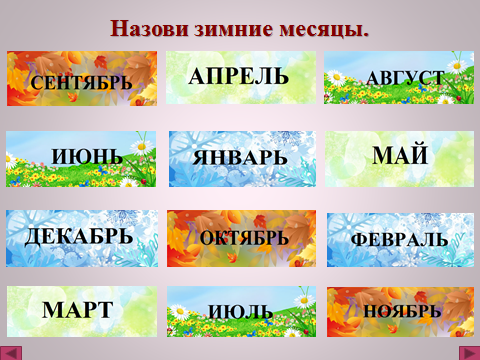 Назови зимние месяцы.
СЕНТЯБРЬ АПРЕЛЬ АВГУСТ
ИЮНЬ ЯНВАРЬ МАЙ
ДЕКАБРЬ ОКТЯБРЬ ФЕВРАЛЬ
МАРТ ИЮЛЬ НОЯБРЬ